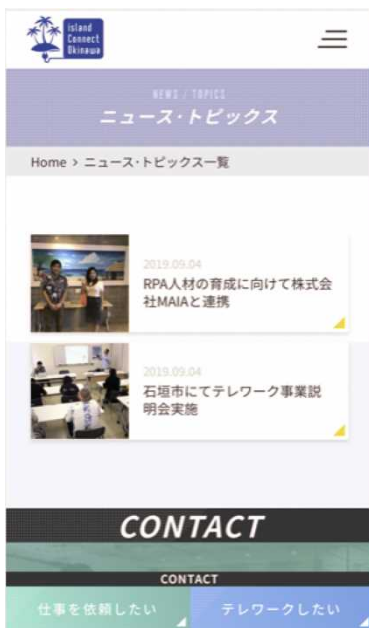 island
Connect
Okinawa
NEWS / TOPICS
ニュース・トピックス
Home > ニュース・トピックス一覧
2019.09.04
RPA人材の育成に向けて株式会
社MAIAと連携
2019.09.04
石垣市にてテレワーク事業説
明会実施
CONTACT
CONTACT
仕事を依頼したい
テレワークしたい